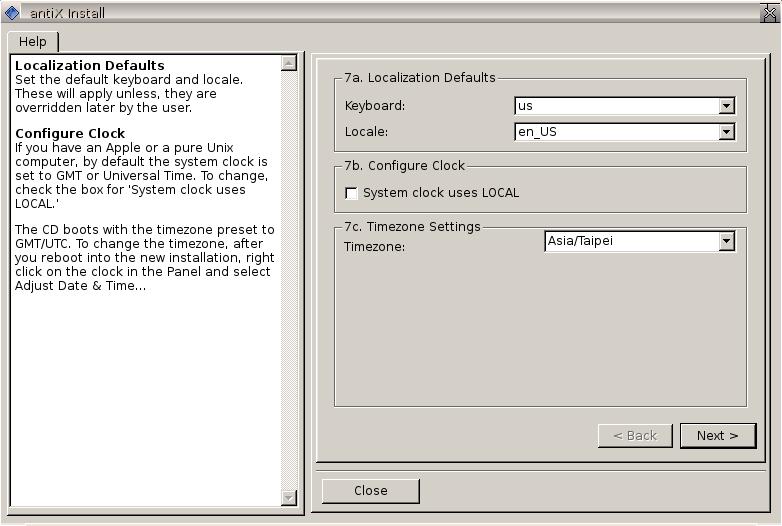 antiX Install
Help
Localization Defaults
Set the default keyboard and locale.
These will apply unless, they are
overridden later by the user.
Configure Clock
If you have an Apple or a pure Unix
computer, by default the system clock is
set to GMT or Universal Time. To change,
check the box for 'System clock uses
LOCAL.'
The CD boots with the timezone preset to
GMT/UTC. To change the timezone, after
you reboot into the new installation, right
click on the clock in the Panel and select
Adjust Date & Time...
7a. Localization Defaults
Keyboard: us
Locale: en_US
7b. Configure Clock
System clock uses LOCAL
7c. Timezone Settings
Timezone: Asia/Taipei
< Back Next >
Close